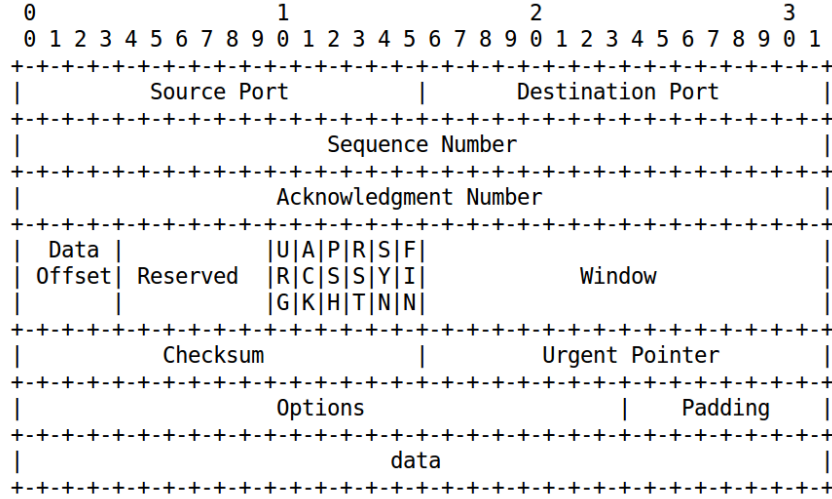 0                   1                   2                   3
 0 1 2 3 4 5 6 7 8 9 0 1 2 3 4 5 6 7 8 9 0 1 2 3 4 5 6 7 8 9 0 1
+-+-+-+-+-+-+-+-+-+-+-+-+-+-+-+-+-+-+-+-+-+-+-+-+-+-+-+-+-+-+-+-+
|          Source Port          |       Destination Port        |
+-+-+-+-+-+-+-+-+-+-+-+-+-+-+-+-+-+-+-+-+-+-+-+-+-+-+-+-+-+-+-+-+
|                        Sequence Number                        |
+-+-+-+-+-+-+-+-+-+-+-+-+-+-+-+-+-+-+-+-+-+-+-+-+-+-+-+-+-+-+-+-+
|                    Acknowledgment Number                      |
+-+-+-+-+-+-+-+-+-+-+-+-+-+-+-+-+-+-+-+-+-+-+-+-+-+-+-+-+-+-+-+-+
|  Data |           |U|A|P|R|S|F|                               |
| Offset| Reserved  |R|C|S|S|Y|I|            Window             |
|       |           |G|K|H|T|N|N|                               |
+-+-+-+-+-+-+-+-+-+-+-+-+-+-+-+-+-+-+-+-+-+-+-+-+-+-+-+-+-+-+-+-+
|           Checksum            |         Urgent Pointer        |
+-+-+-+-+-+-+-+-+-+-+-+-+-+-+-+-+-+-+-+-+-+-+-+-+-+-+-+-+-+-+-+-+
|                    Options                    |    Padding    |
+-+-+-+-+-+-+-+-+-+-+-+-+-+-+-+-+-+-+-+-+-+-+-+-+-+-+-+-+-+-+-+-+
|                             data                              |
+-+-+-+-+-+-+-+-+-+-+-+-+-+-+-+-+-+-+-+-+-+-+-+-+-+-+-+-+-+-+-+-+